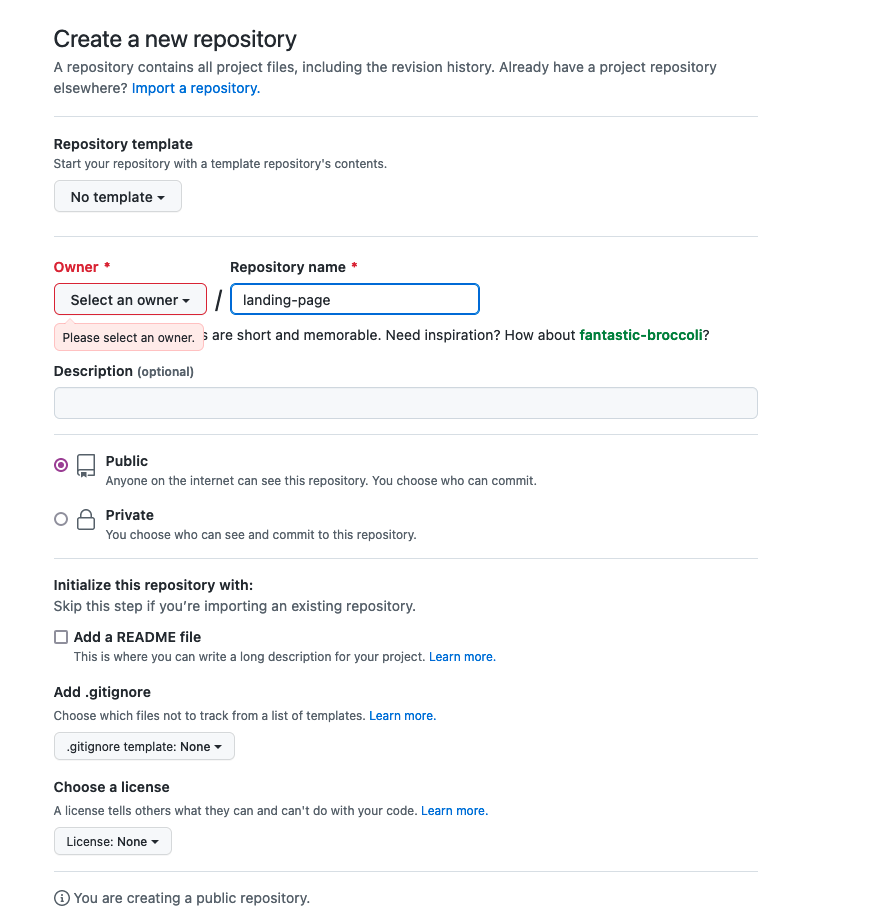 Create a new repository
A repository contains all project files, including the revision history. Already have a project repository
elsewhere? Import a repository.
Repository template
Start your repository with a template repository's contents.
No template
Owner * Repository name *
Select an owner / landing-page
Please select an owner. s are short and memorable. Need inspiration? How about fantastic-broccoli?
Description (optional)
Public
Anyone on the internet can see this repository. You choose who can commit.
Private
You choose who can see and commit to this repository.
Initialize this repository with:
Skip this step if you’re importing an existing repository.
Add a README file
This is where you can write a long description for your project. Learn more.
Add .gitignore
Choose which files not to track from a list of templates. Learn more.
.gitignore template: None
Choose a license
A license tells others what they can and can't do with your code. Learn more.
License: None
You are creating a public repository.